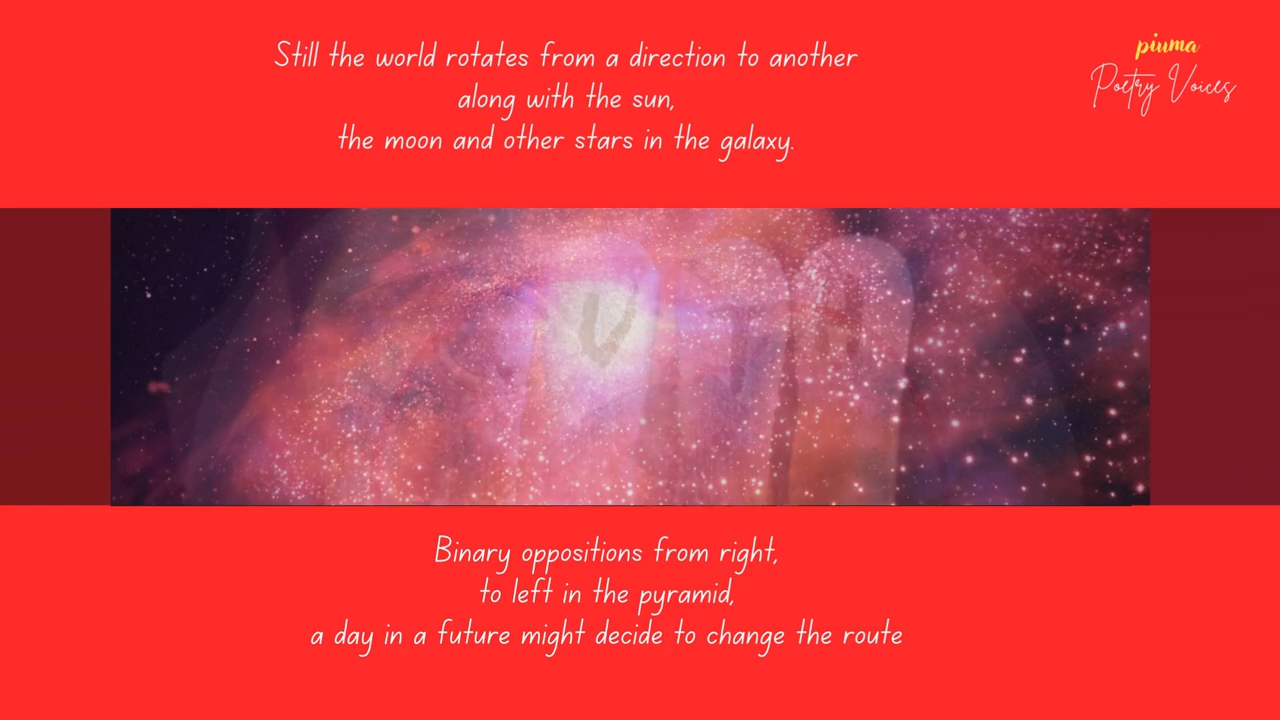 Still the world rotates from a direction to another
along with the sun,
the moon and other stars in the galaxy.
piuma
Poetry Voices
Binary oppositions from right,
to left in the pyramid,
a day in a future might decide to change the route